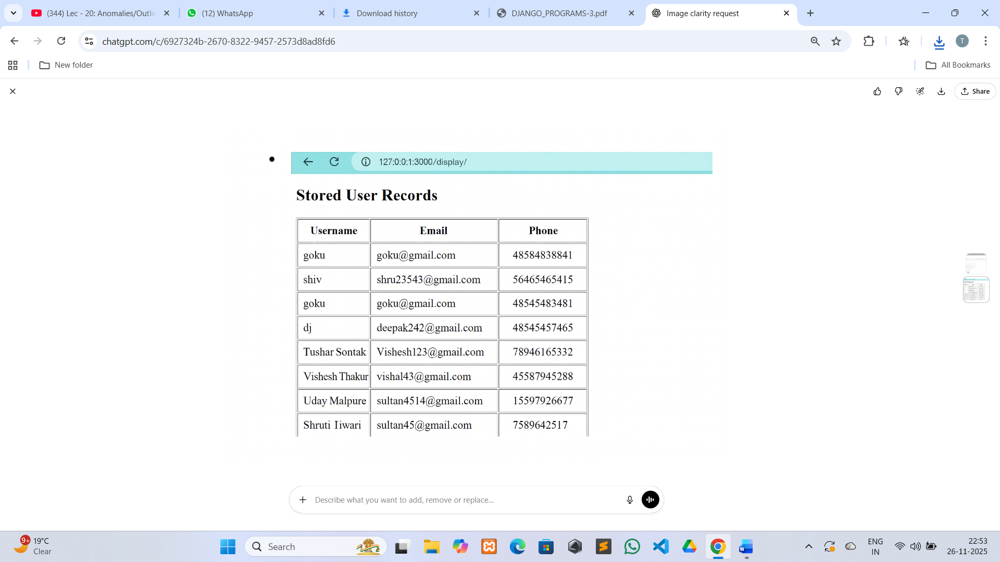 (344) Lec - 20: Anomalies/Outlie
(12) WhatsApp
Download history
DJANGO_PROGRAMS-3.pdf
Image clarity request
chatgpt.com/c/6927324b-2670-8322-9457-2573d8ad8fd6
T
New folder
All Bookmarks
Share
127:0:0:1:3000/display/
Stored User Records
Username Email Phone
goku goku@gmail.com 48584838841
shiv shru23543@gmail.com 56465465415
goku goku@gmail.com 48545483481
dj deepak242@gmail.com 48545457465
Tushar Sontak Vishesh123@gmail.com 78946165332
Vishesh Thakur vishal43@gmail.com 45587945288
Uday Malpure sultan4514@gmail.com 15597926677
Shruti Iiwari sultan45@gmail.com 7589642517
Describe what you want to add, remove or replace...
9+
19°C
Clear
Search
ENG
IN
22:53
26-11-2025